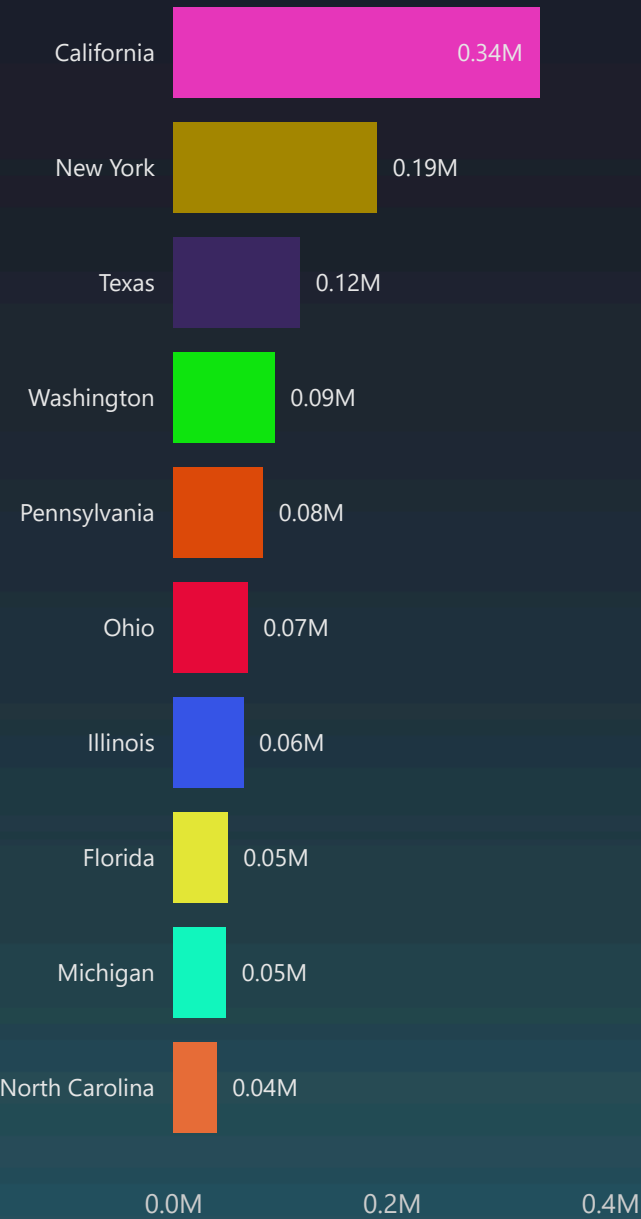 California 0.34M
New York 0.19M
Texas 0.12M
Washington 0.09M
Pennsylvania 0.08M
Ohio 0.07M
Illinois 0.06M
Florida 0.05M
Michigan 0.05M
North Carolina 0.04M
0.0M 0.2M 0.4M